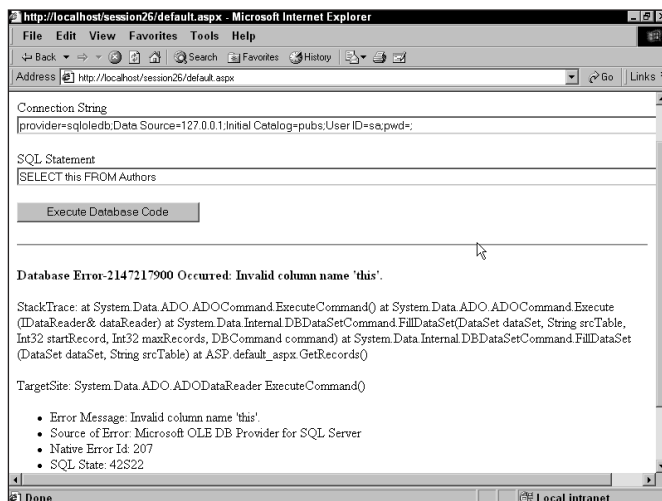 http://localhost/session26/default.aspx - Microsoft Internet Explorer
File Edit View Favorites Tools Help
Back Search Favorites History
Address http://localhost/session26/default.aspx Go Links
Connection String
provider=sqloledb;Data Source=127.0.0.1;Initial Catalog=pubs;User ID=sa;pwd=;
SQL Statement
SELECT this FROM Authors
Execute Database Code
Database Error-2147217900 Occurred: Invalid column name 'this'.
StackTrace: at System.Data.ADO.ADOCommand.ExecuteCommand() at System.Data.ADO.ADOCommand.Execute
(IDataReader& dataReader) at System.Data.Internal.DBDataSetCommand.FillDataSet(DataSet dataSet, String srcTable,
Int32 startRecord, Int32 maxRecords, DBCommand command) at System.Data.Internal.DBDataSetCommand.FillDataSet
(DataSet dataSet, String srcTable) at ASP.default_aspx.GetRecords()
TargetSite: System.Data.ADO.ADODataReader ExecuteCommand()
• Error Message: Invalid column name 'this'.
• Source of Error: Microsoft OLE DB Provider for SQL Server
• Native Error Id: 207
• SQL State: 42S22
Done Local intranet